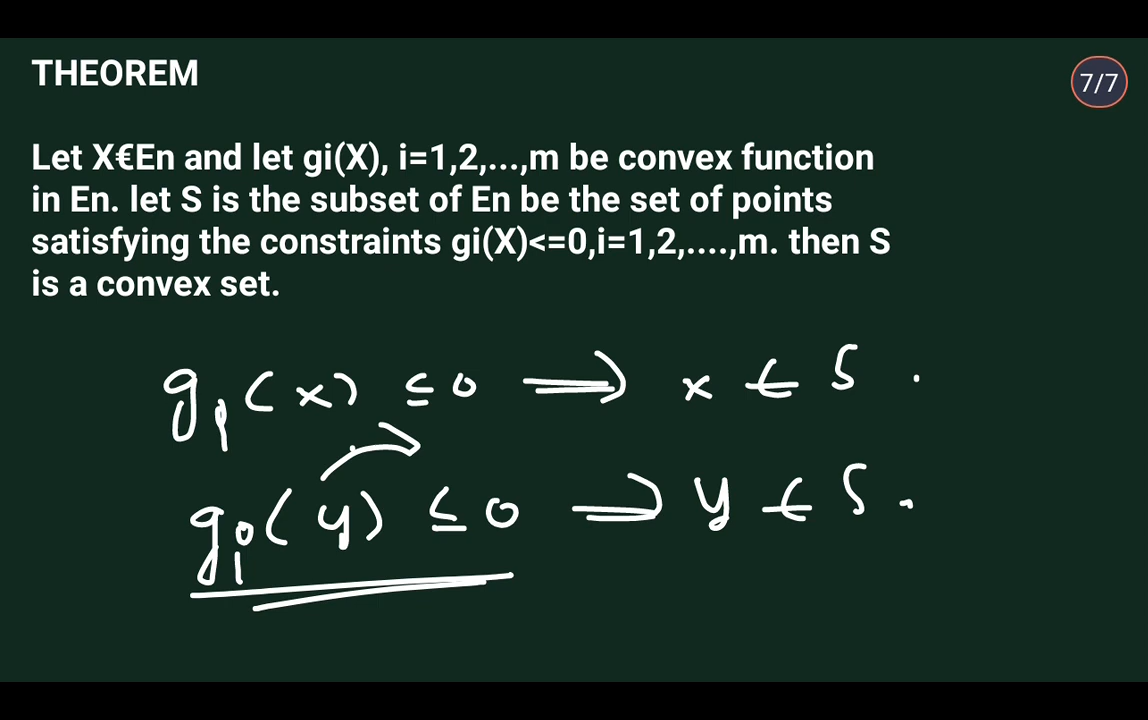 THEOREM
7/7
Let X€En and let gi(X), i=1,2,...,m be convex function
in En. let S is the subset of En be the set of points
satisfying the constraints gi(X)<=0,i=1,2,....,m. then S
is a convex set.
gi(x) ≤ 0 ⟹ x ∈ S .
gi(y) ≤ 0 ⟹ y ∈ S .